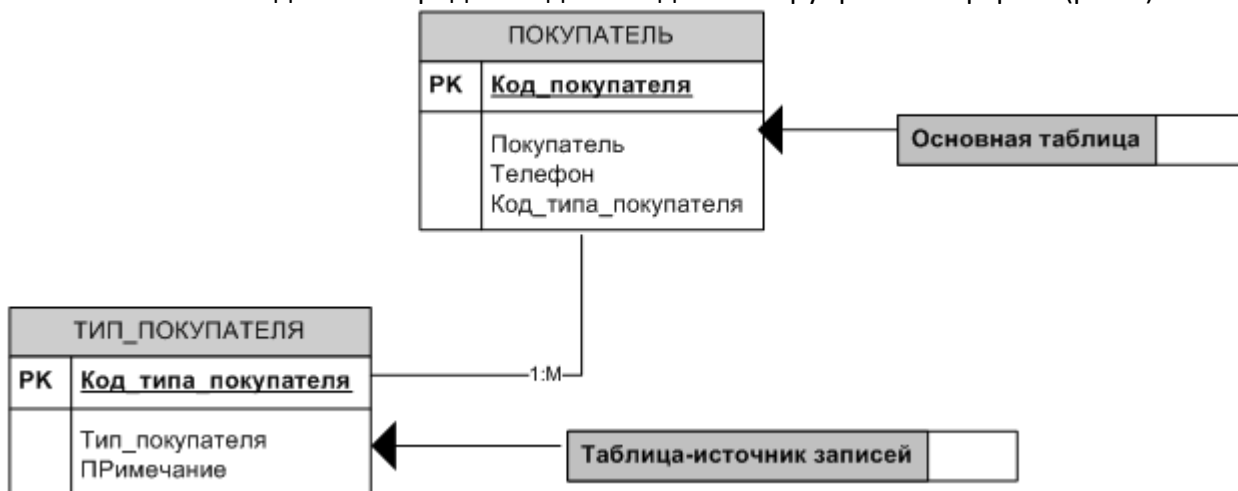 ПОКУПАТЕЛЬ
PK Код_покупателя
Покупатель
Телефон
Код_типа_покупателя
Основная таблица
ТИП_ПОКУПАТЕЛЯ
PK Код_типа_покупателя
1:M
Тип_покупателя
ПРимечание
Таблица-источник записей